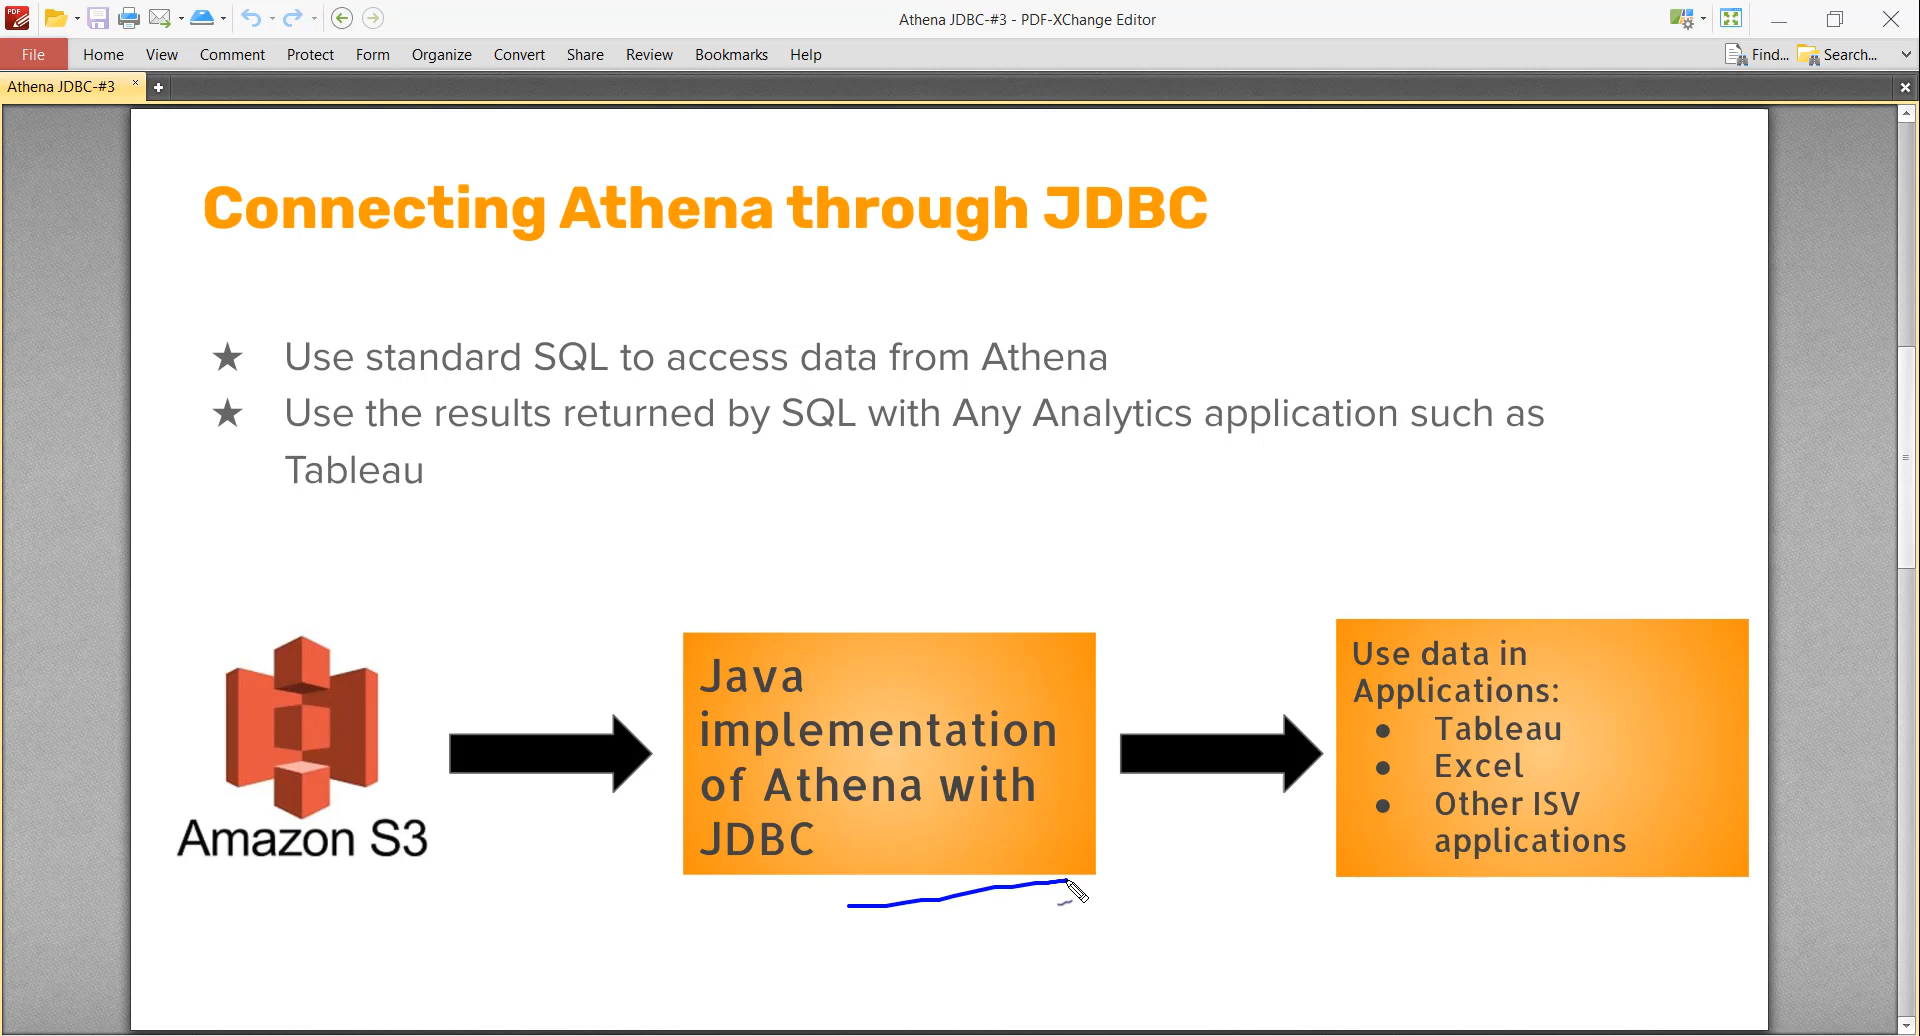 Athena JDBC-#3 - PDF-XChange Editor
File Home View Comment Protect Form Organize Convert Share Review Bookmarks Help Find... Search...
Athena JDBC-#3
Connecting Athena through JDBC
★ Use standard SQL to access data from Athena
★ Use the results returned by SQL with Any Analytics application such as
Tableau
Amazon S3
Java
implementation
of Athena with
JDBC
Use data in
Applications:
● Tableau
● Excel
● Other ISV
applications